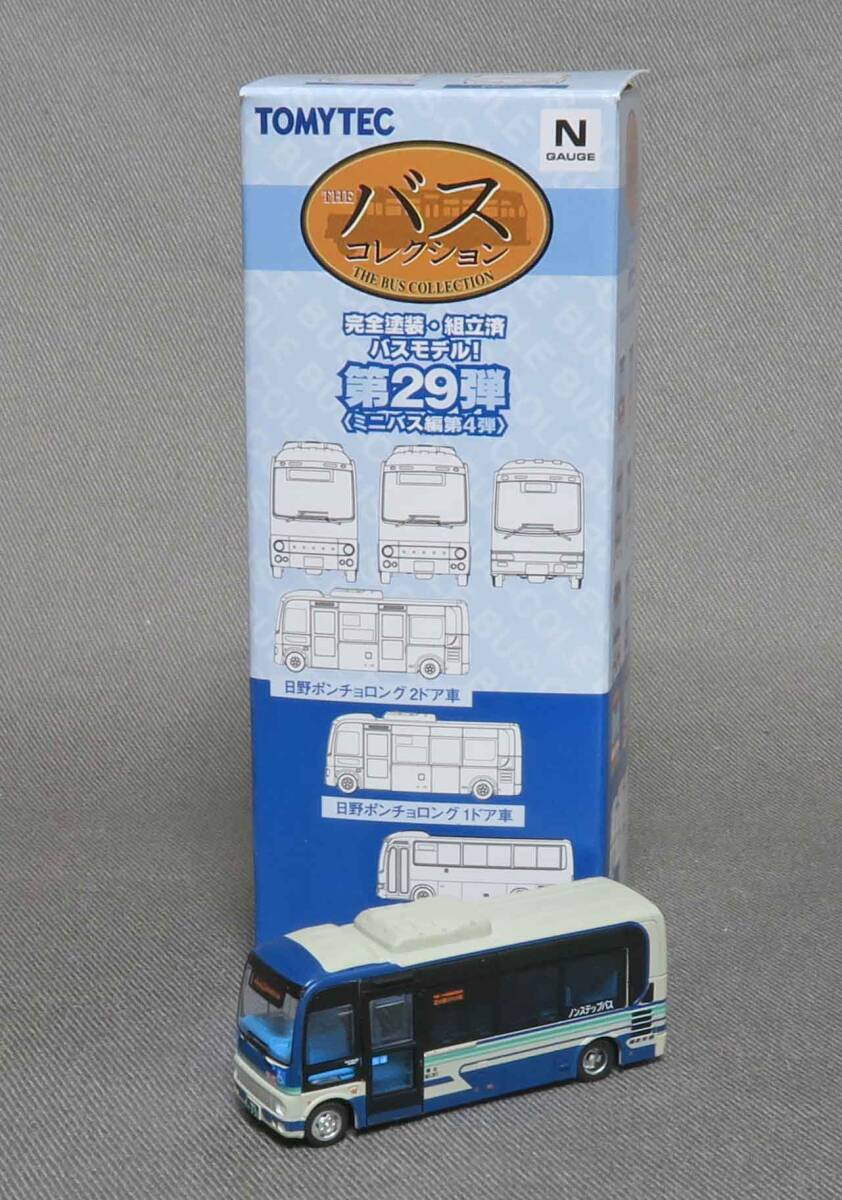 TOMYTEC
N
GAUGE
THE
バス
コレクション
THE BUS COLLECTION
完全塗装・組立済
バスモデル!
第29弾
〈ミニバス編第4弾〉
日野ポンチョロング 2ドア車
日野ポンチョロング 1ドア車
ノンステップバス